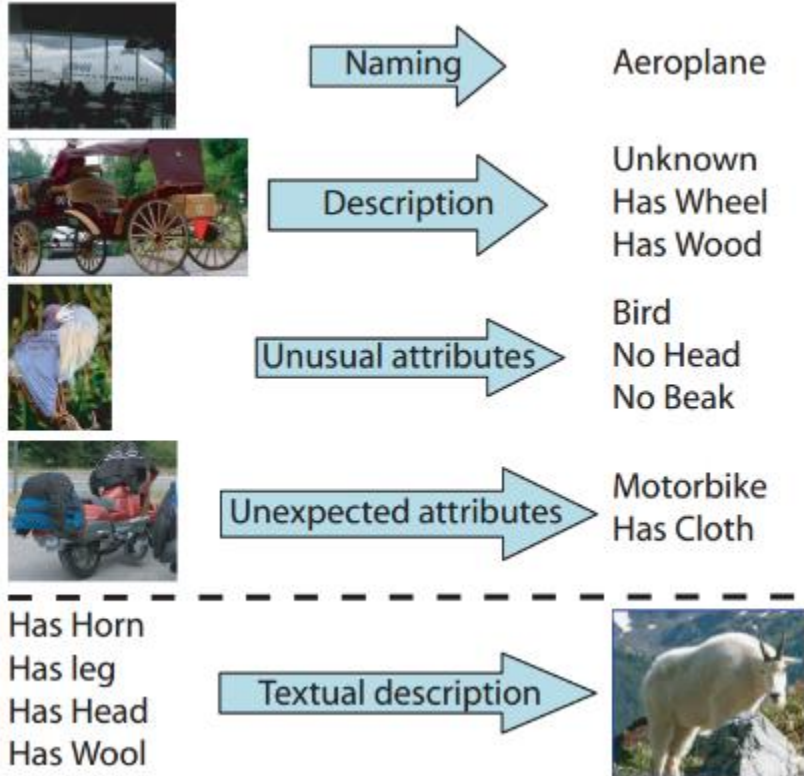 Naming
Aeroplane
Description
Unknown
Has Wheel
Has Wood
Unusual attributes
Bird
No Head
No Beak
Unexpected attributes
Motorbike
Has Cloth
Has Horn
Has leg
Has Head
Has Wool
Textual description